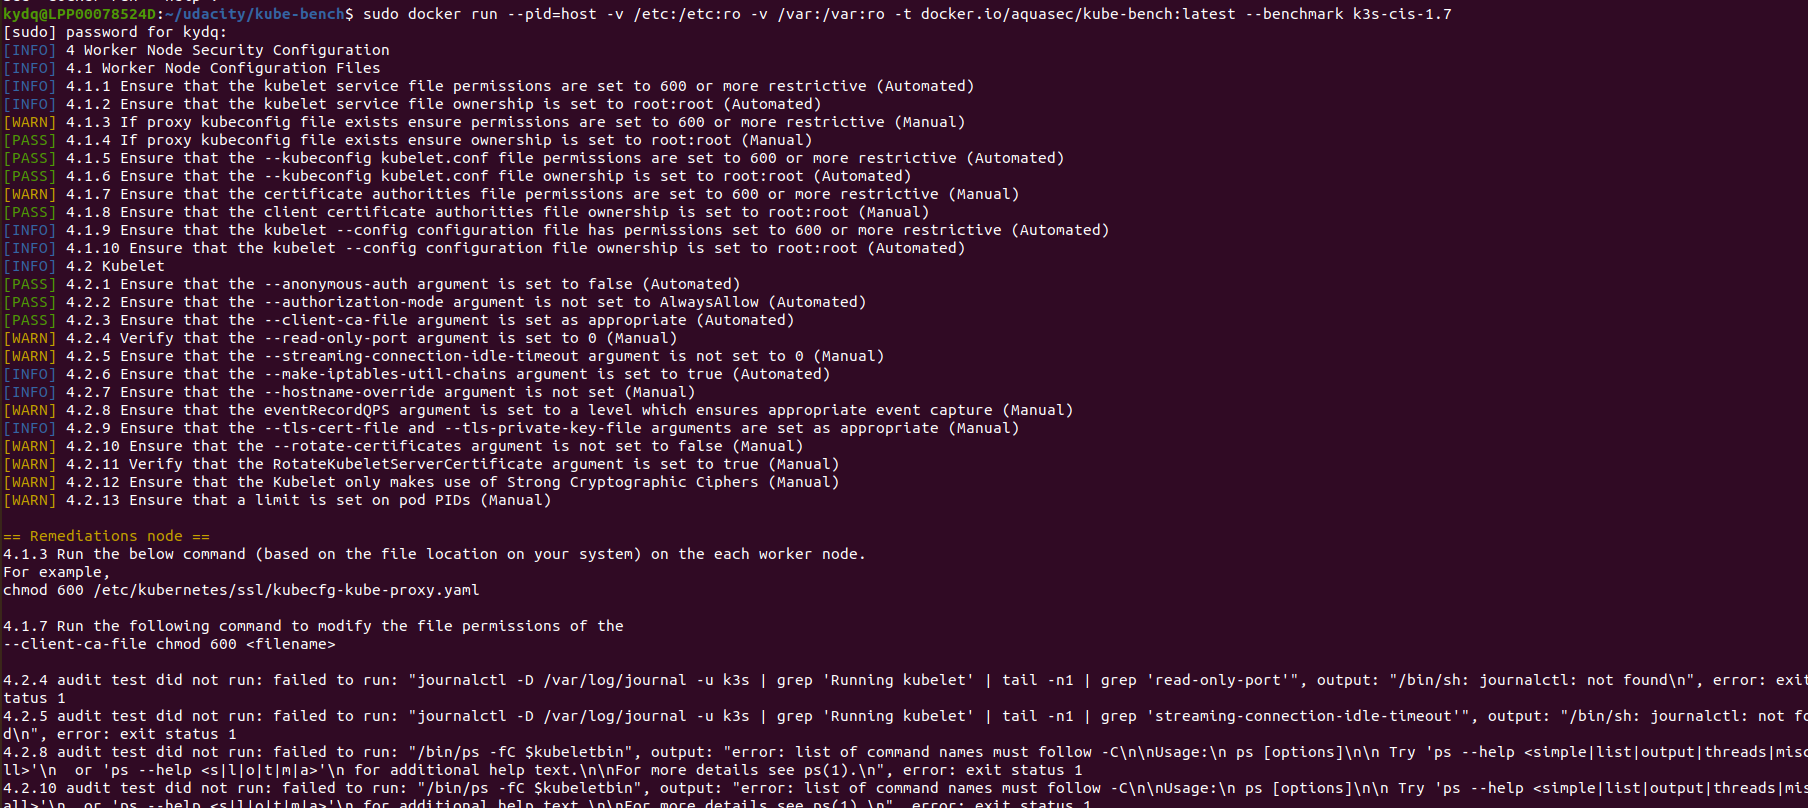 kydq@LPP00078524D:~/udacity/kube-bench$ sudo docker run --pid=host -v /etc:/etc:ro -v /var:/var:ro -t docker.io/aquasec/kube-bench:latest --benchmark k3s-cis-1.7
[sudo] password for kydq:
[INFO] 4 Worker Node Security Configuration
[INFO] 4.1 Worker Node Configuration Files
[INFO] 4.1.1 Ensure that the kubelet service file permissions are set to 600 or more restrictive (Automated)
[INFO] 4.1.2 Ensure that the kubelet service file ownership is set to root:root (Automated)
[WARN] 4.1.3 If proxy kubeconfig file exists ensure permissions are set to 600 or more restrictive (Manual)
[PASS] 4.1.4 If proxy kubeconfig file exists ensure ownership is set to root:root (Manual)
[PASS] 4.1.5 Ensure that the --kubeconfig kubelet.conf file permissions are set to 600 or more restrictive (Automated)
[PASS] 4.1.6 Ensure that the --kubeconfig kubelet.conf file ownership is set to root:root (Automated)
[WARN] 4.1.7 Ensure that the certificate authorities file permissions are set to 600 or more restrictive (Manual)
[PASS] 4.1.8 Ensure that the client certificate authorities file ownership is set to root:root (Manual)
[INFO] 4.1.9 Ensure that the kubelet --config configuration file has permissions set to 600 or more restrictive (Automated)
[INFO] 4.1.10 Ensure that the kubelet --config configuration file ownership is set to root:root (Automated)
[INFO] 4.2 Kubelet
[PASS] 4.2.1 Ensure that the --anonymous-auth argument is set to false (Automated)
[PASS] 4.2.2 Ensure that the --authorization-mode argument is not set to AlwaysAllow (Automated)
[PASS] 4.2.3 Ensure that the --client-ca-file argument is set as appropriate (Automated)
[WARN] 4.2.4 Verify that the --read-only-port argument is set to 0 (Manual)
[WARN] 4.2.5 Ensure that the --streaming-connection-idle-timeout argument is not set to 0 (Manual)
[INFO] 4.2.6 Ensure that the --make-iptables-util-chains argument is set to true (Automated)
[INFO] 4.2.7 Ensure that the --hostname-override argument is not set (Manual)
[WARN] 4.2.8 Ensure that the eventRecordQPS argument is set to a level which ensures appropriate event capture (Manual)
[INFO] 4.2.9 Ensure that the --tls-cert-file and --tls-private-key-file arguments are set as appropriate (Manual)
[WARN] 4.2.10 Ensure that the --rotate-certificates argument is not set to false (Manual)
[WARN] 4.2.11 Verify that the RotateKubeletServerCertificate argument is set to true (Manual)
[WARN] 4.2.12 Ensure that the Kubelet only makes use of Strong Cryptographic Ciphers (Manual)
[WARN] 4.2.13 Ensure that a limit is set on pod PIDs (Manual)
== Remediations node ==
4.1.3 Run the below command (based on the file location on your system) on the each worker node.
For example,
chmod 600 /etc/kubernetes/ssl/kubecfg-kube-proxy.yaml
4.1.7 Run the following command to modify the file permissions of the
--client-ca-file chmod 600 <filename>
4.2.4 audit test did not run: failed to run: "journalctl -D /var/log/journal -u k3s | grep 'Running kubelet' | tail -n1 | grep 'read-only-port'", output: "/bin/sh: journalctl: not found\n", error: exit
tatus 1
4.2.5 audit test did not run: failed to run: "journalctl -D /var/log/journal -u k3s | grep 'Running kubelet' | tail -n1 | grep 'streaming-connection-idle-timeout'", output: "/bin/sh: journalctl: not fo
d\n", error: exit status 1
4.2.8 audit test did not run: failed to run: "/bin/ps -fC $kubeletbin", output: "error: list of command names must follow -C\n\nUsage:\n ps [options]\n\n Try 'ps --help <simple|list|output|threads|misc
ll>'\n  or 'ps --help <s|l|o|t|m|a>'\n for additional help text.\n\nFor more details see ps(1).\n", error: exit status 1
4.2.10 audit test did not run: failed to run: "/bin/ps -fC $kubeletbin", output: "error: list of command names must follow -C\n\nUsage:\n ps [options]\n\n Try 'ps --help <simple|list|output|threads|mis
all>'\n  or 'ps --help <s|l|o|t|m|a>'\n for additional help text.\n\nFor more details see ps(1).\n", error: exit status 1